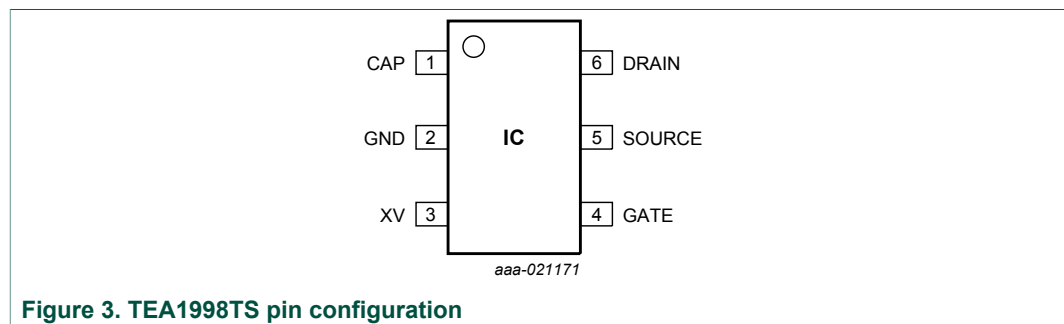 CAP 1 6 DRAIN
GND 2 IC 5 SOURCE
XV 3 4 GATE
aaa-021171
Figure 3. TEA1998TS pin configuration